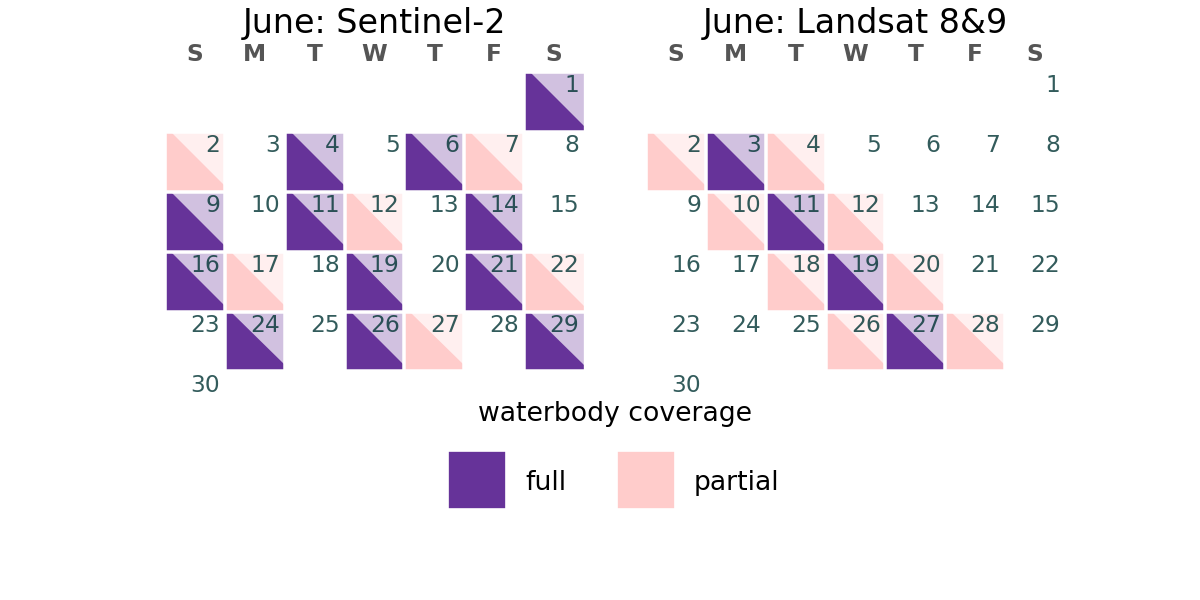 June: Sentinel-2
S M T W T F S
1
2 3 4 5 6 7 8
9 10 11 12 13 14 15
16 17 18 19 20 21 22
23 24 25 26 27 28 29
30
June: Landsat 8&9
S M T W T F S
1
2 3 4 5 6 7 8
9 10 11 12 13 14 15
16 17 18 19 20 21 22
23 24 25 26 27 28 29
30
waterbody coverage
full partial